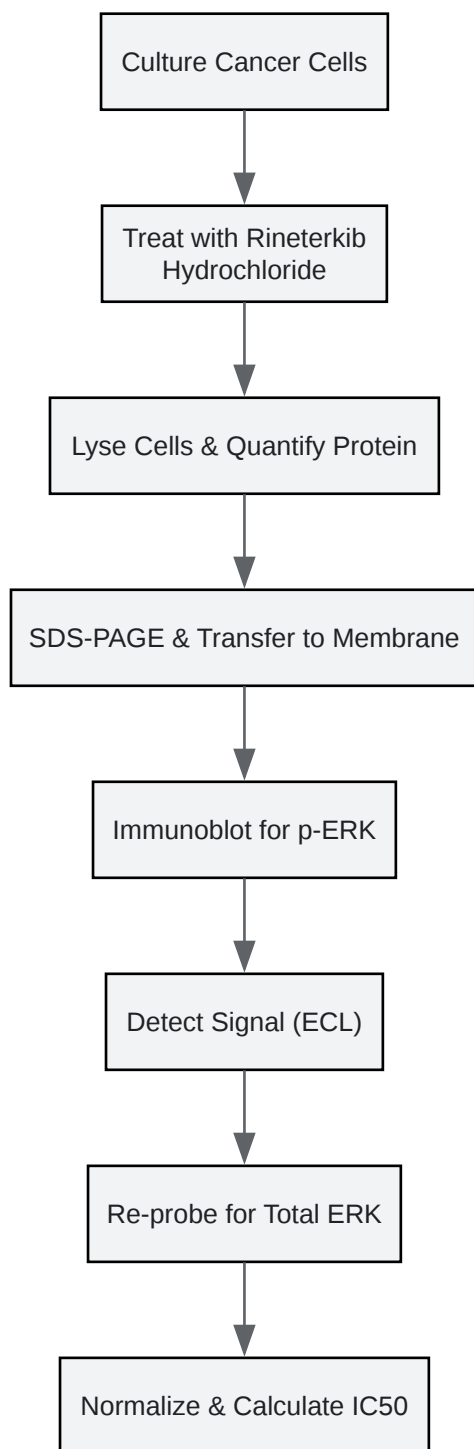 Culture Cancer Cells
Treat with Rineterkib
Hydrochloride
Lyse Cells & Quantify Protein
SDS-PAGE & Transfer to Membrane
Immunoblot for p-ERK
Detect Signal (ECL)
Re-probe for Total ERK
Normalize & Calculate IC50